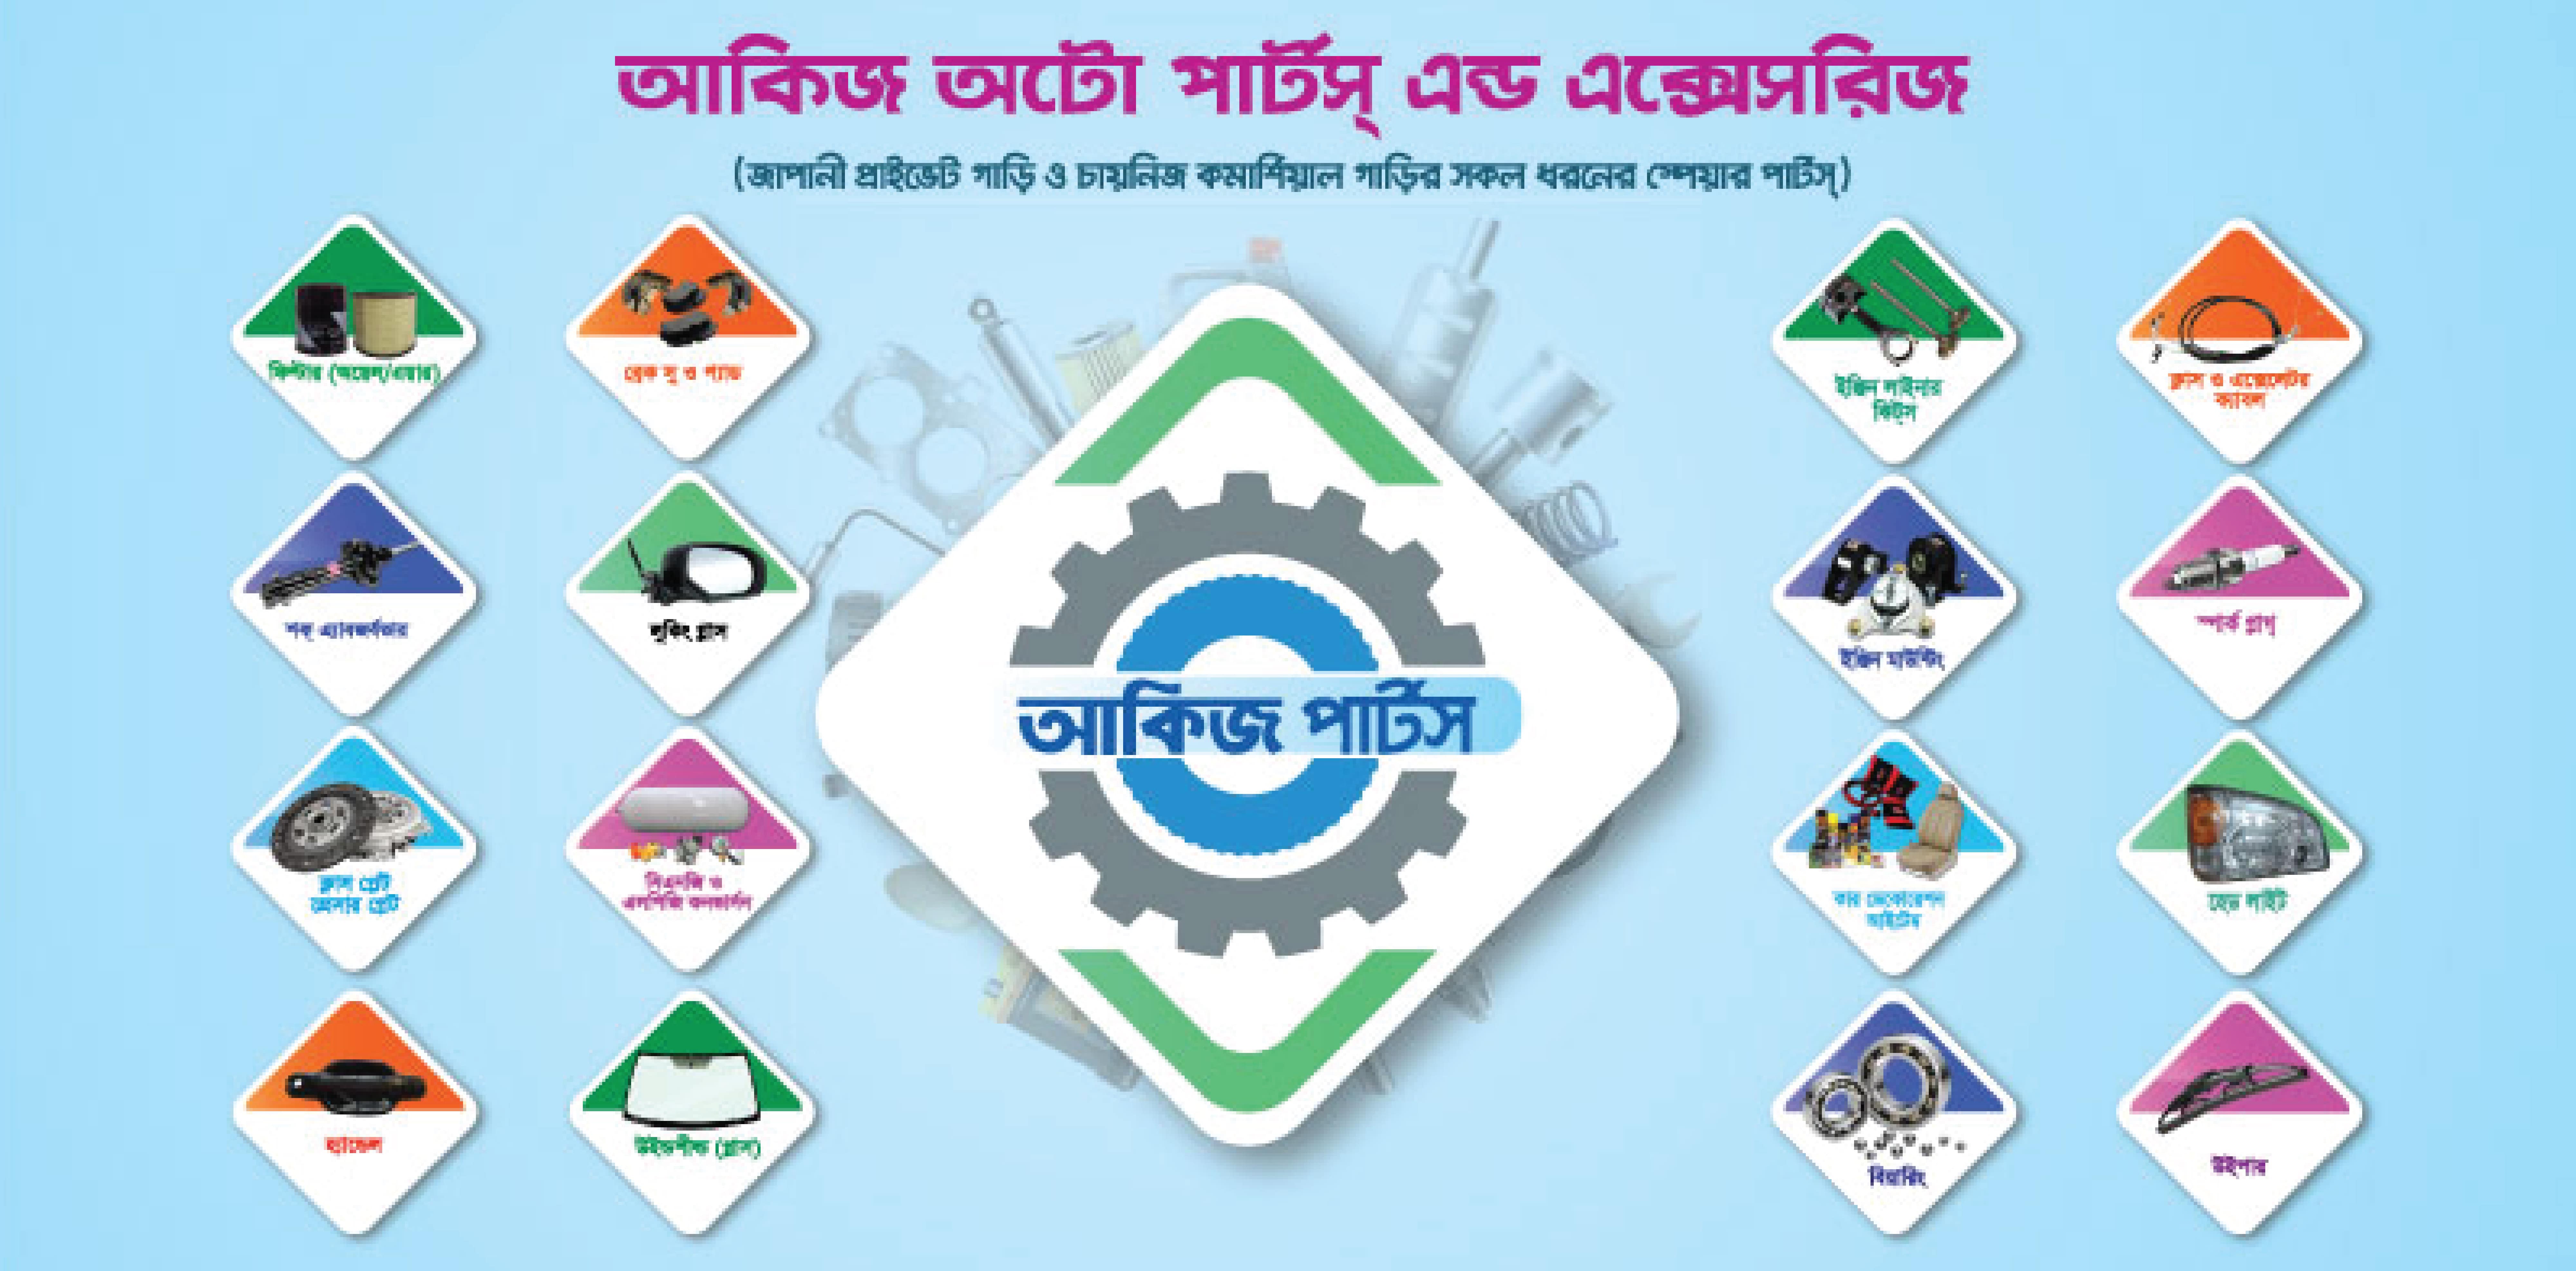 আকিজ অটো পার্টস্ এন্ড এক্সেসরিজ
(জাপানী প্রাইভেট গাড়ি ও চায়নিজ কমার্শিয়াল গাড়ির সকল ধরনের স্পেয়ার পার্টস্)
ফিল্টার (অয়েল/এয়ার)
ব্রেক সু ও প্যাড
শক্ এ্যাবজর্বার
লুকিং গ্লাস
ক্লাস প্লেট
প্রেসার প্লেট
সিএনজি ও
এলপিজি কনভার্সন
হ্যান্ডেল
উইন্ডশীল্ড (গ্লাস)
আকিজ পার্টস
ইঞ্জিন লাইনার
কিট্স
ক্লাস ও এক্সেলেটর
ক্যাবল
ইঞ্জিন মাউন্টিং
স্পার্ক প্লাগ্
কার ডেকোরেশন
আইটেম
হেড লাইট
বিয়ারিং
উইপার